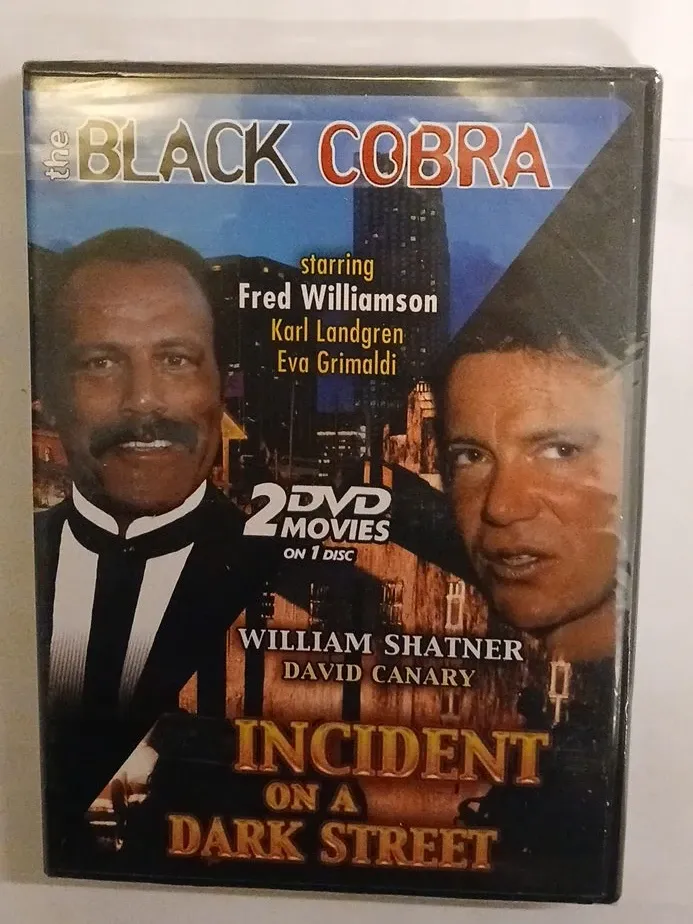 the BLACK COBRA
starring
Fred Williamson
Karl Landgren
Eva Grimaldi
2 DVD
MOVIES
ON 1 DISC
WILLIAM SHATNER
DAVID CANARY
INCIDENT
ON A
DARK STREET